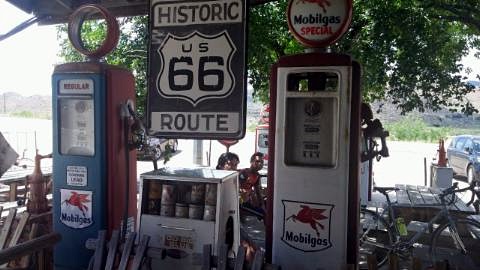 HISTORIC
US
66
ROUTE
Mobilgas
SPECIAL
REGULAR
Mobilgas
Mobilgas